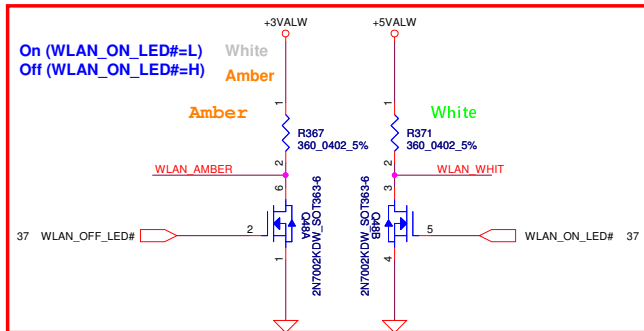 +3VALW
+5VALW
On (WLAN_ON_LED#=L) White
Off (WLAN_ON_LED#=H) Amber
Amber
White
1
1
R367
360_0402_5%
R371
360_0402_5%
2
2
WLAN_AMBER
WLAN_WHIT
6
3
37 WLAN_OFF_LED#
2
Q48A
2N7002KDW_SOT363-6
Q48B
2N7002KDW_SOT363-6
5
WLAN_ON_LED# 37
1
4